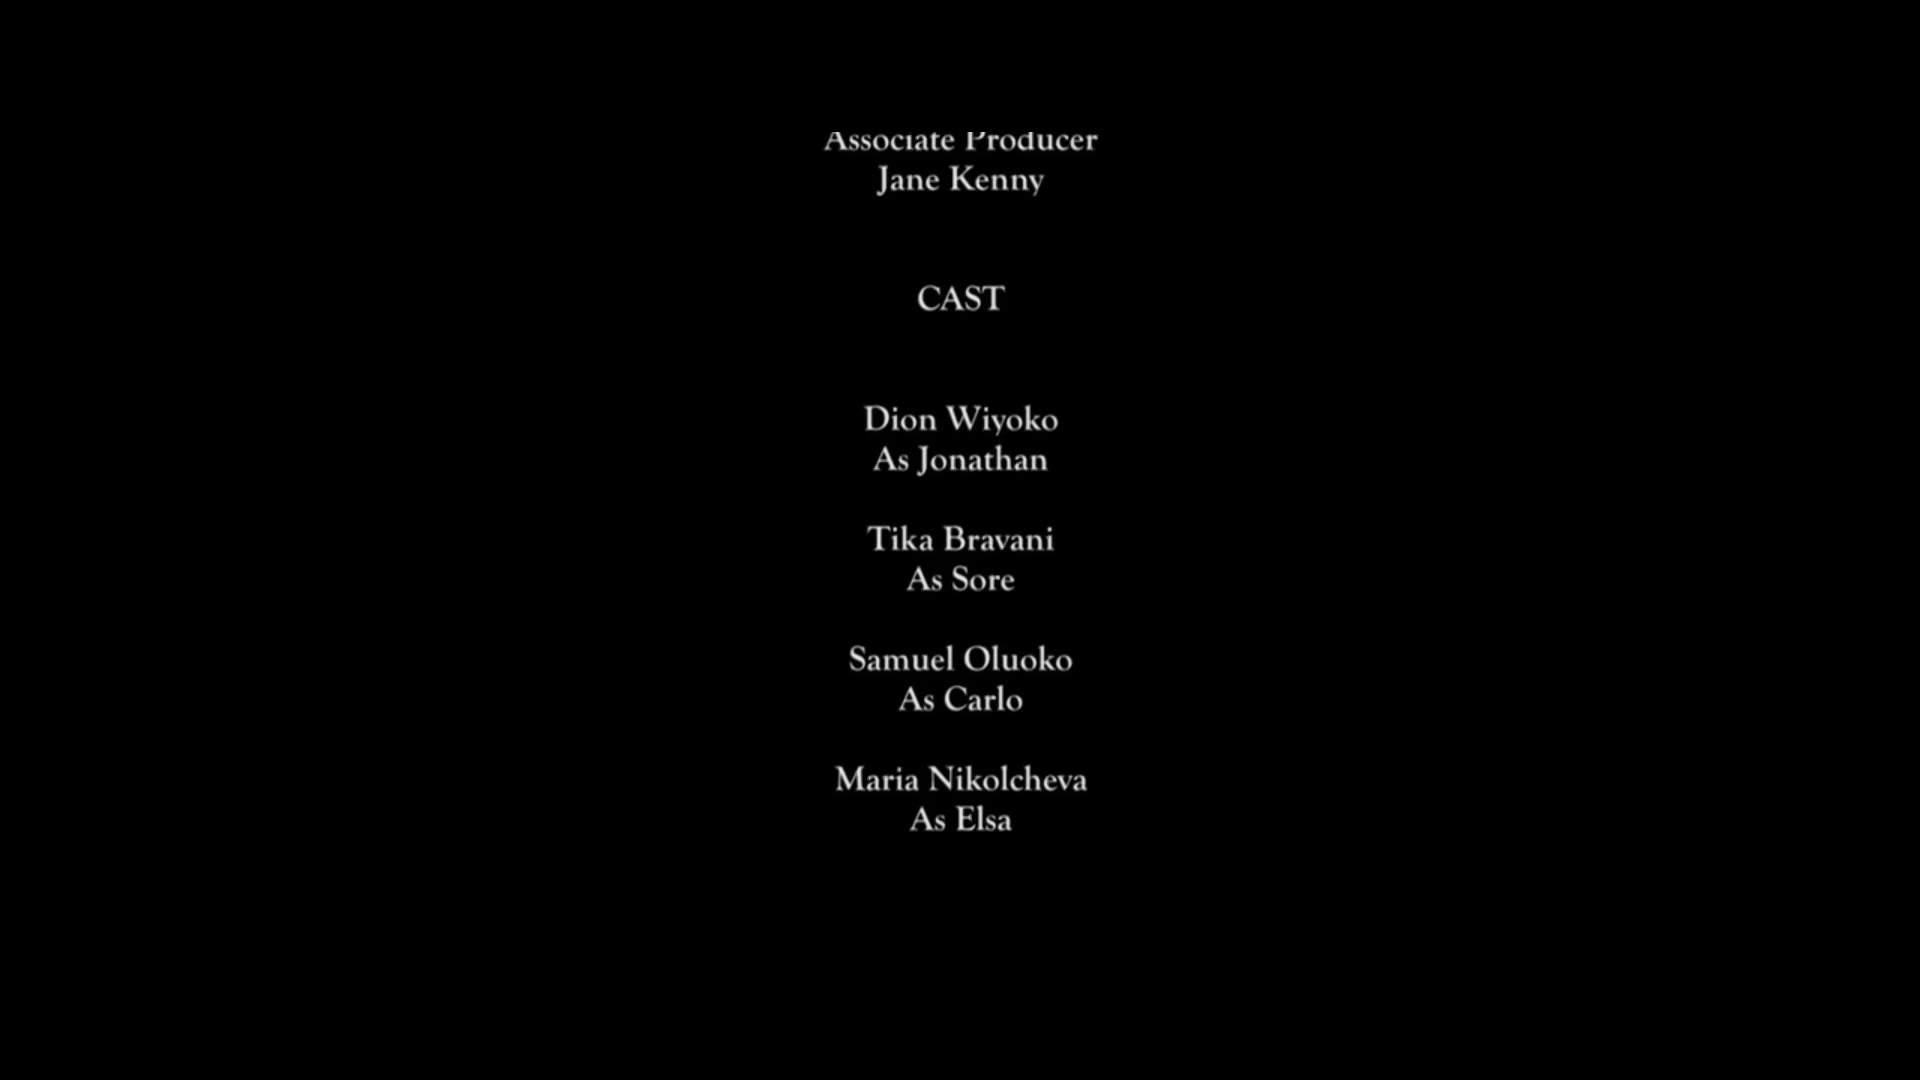 Associate Producer
Jane Kenny
CAST
Dion Wiyoko
As Jonathan
Tika Bravani
As Sore
Samuel Oluoko
As Carlo
Maria Nikolcheva
As Elsa